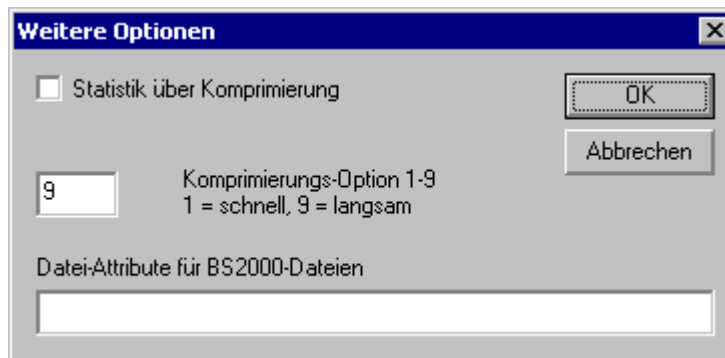 Weitere Optionen
Statistik über Komprimierung
OK
Abbrechen
9
Komprimierungs-Option 1-9
1 = schnell, 9 = langsam
Datei-Attribute für BS2000-Dateien